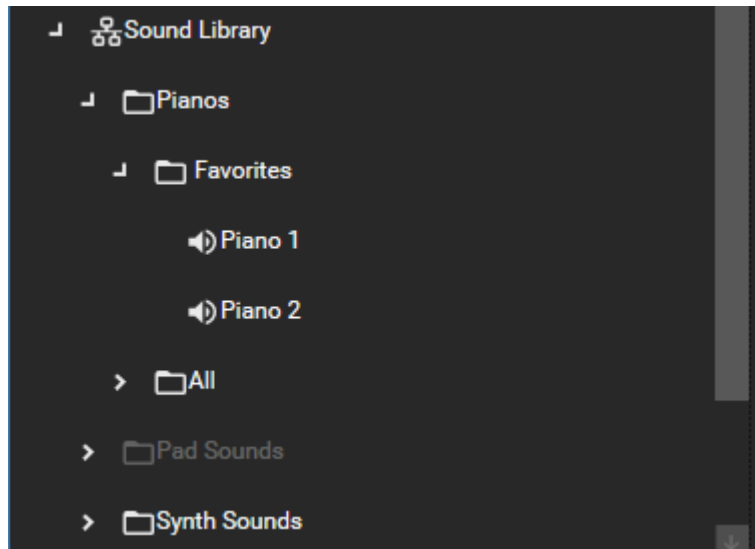 Sound Library
Pianos
Favorites
Piano 1
Piano 2
All
Pad Sounds
Synth Sounds